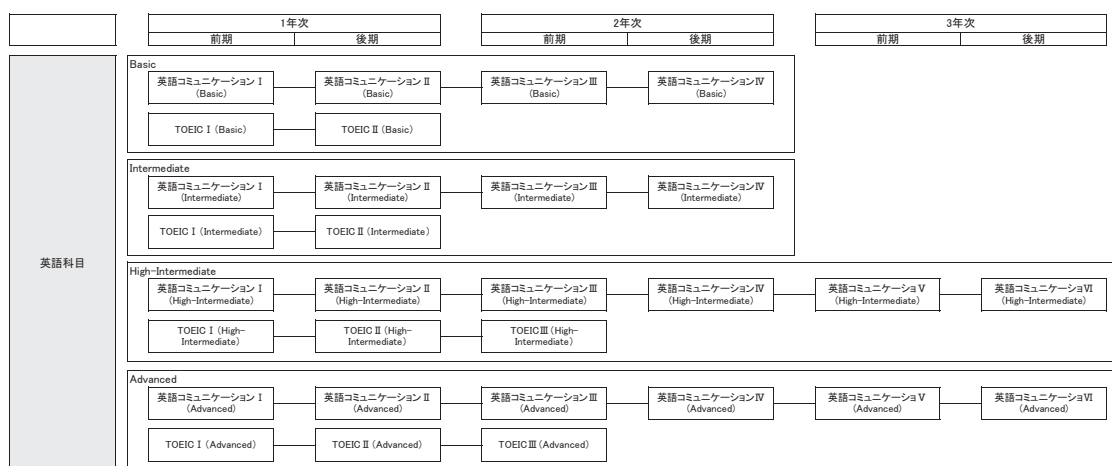 1年次
2年次
3年次
前期
後期
前期
後期
前期
後期
英語科目
Basic
英語コミュニケーションⅠ
(Basic)
英語コミュニケーションⅡ
(Basic)
英語コミュニケーションⅢ
(Basic)
英語コミュニケーションⅣ
(Basic)
TOEICⅠ(Basic)
TOEICⅡ(Basic)
Intermediate
英語コミュニケーションⅠ
(Intermediate)
英語コミュニケーションⅡ
(Intermediate)
英語コミュニケーションⅢ
(Intermediate)
英語コミュニケーションⅣ
(Intermediate)
TOEICⅠ(Intermediate)
TOEICⅡ(Intermediate)
High-Intermediate
英語コミュニケーションⅠ
(High-Intermediate)
英語コミュニケーションⅡ
(High-Intermediate)
英語コミュニケーションⅢ
(High-Intermediate)
英語コミュニケーションⅣ
(High-Intermediate)
英語コミュニケーショⅤ
(High-Intermediate)
英語コミュニケーショⅥ
(High-Intermediate)
TOEICⅠ(High-
Intermediate)
TOEICⅡ(High-
Intermediate)
TOEICⅢ(High-
Intermediate)
Advanced
英語コミュニケーションⅠ
(Advanced)
英語コミュニケーションⅡ
(Advanced)
英語コミュニケーションⅢ
(Advanced)
英語コミュニケーションⅣ
(Advanced)
英語コミュニケーショⅤ
(Advanced)
英語コミュニケーショⅥ
(Advanced)
TOEICⅠ(Advanced)
TOEICⅡ(Advanced)
TOEICⅢ(Advanced)